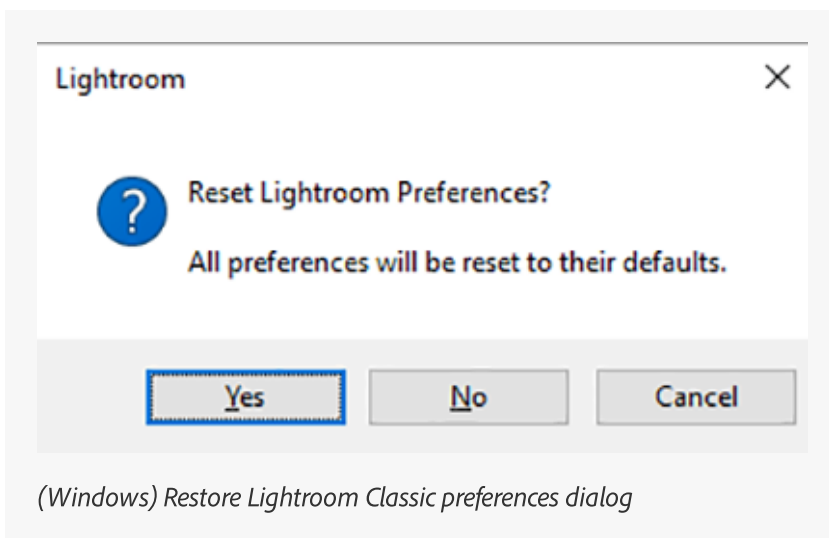 Lightroom
?
Reset Lightroom Preferences?
All preferences will be reset to their defaults.
Yes No Cancel
(Windows) Restore Lightroom Classic preferences dialog